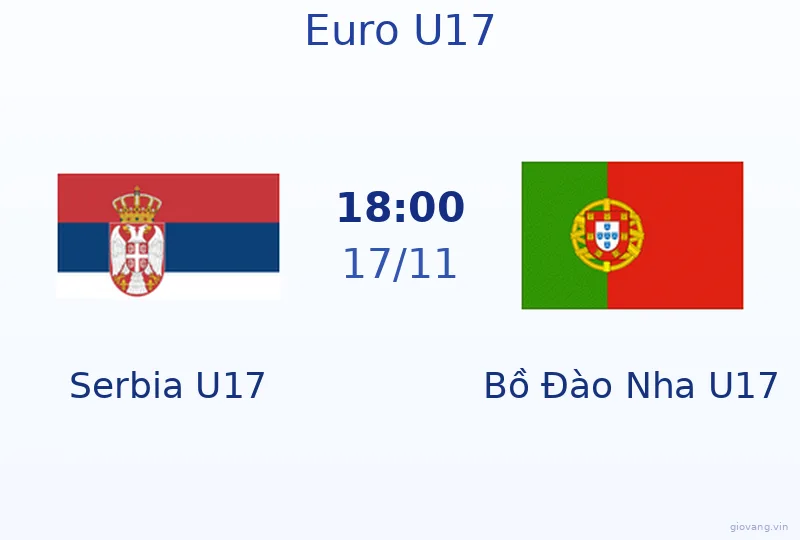 Euro U17
18:00
17/11
Serbia U17
Bồ Đào Nha U17
giovang.vin